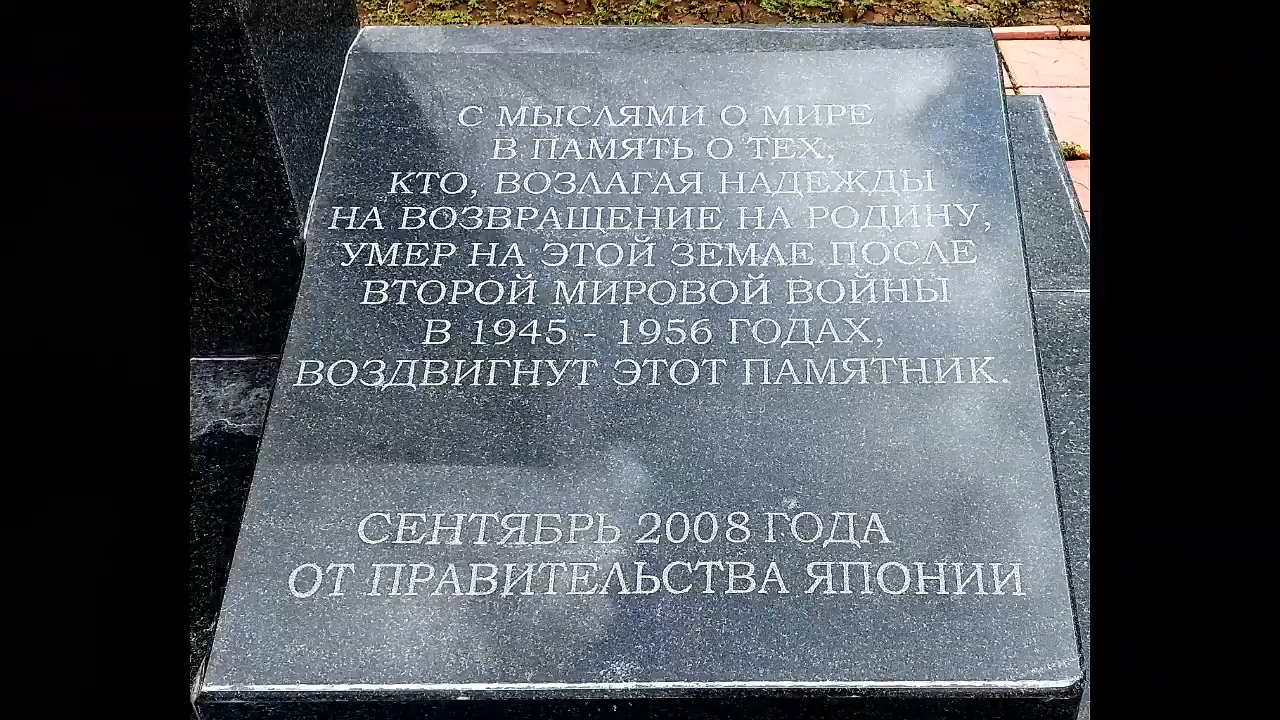 С МЫСЛЯМИ О МИРЕ
В ПАМЯТЬ О ТЕХ,
КТО, ВОЗЛАГАЯ НАДЕЖДЫ
НА ВОЗВРАЩЕНИЕ НА РОДИНУ,
УМЕР НА ЭТОЙ ЗЕМЛЕ ПОСЛЕ
ВТОРОЙ МИРОВОЙ ВОЙНЫ
В 1945 - 1956 ГОДАХ,
ВОЗДВИГНУТ ЭТОТ ПАМЯТНИК.
СЕНТЯБРЬ 2008 ГОДА
ОТ ПРАВИТЕЛЬСТВА ЯПОНИИ